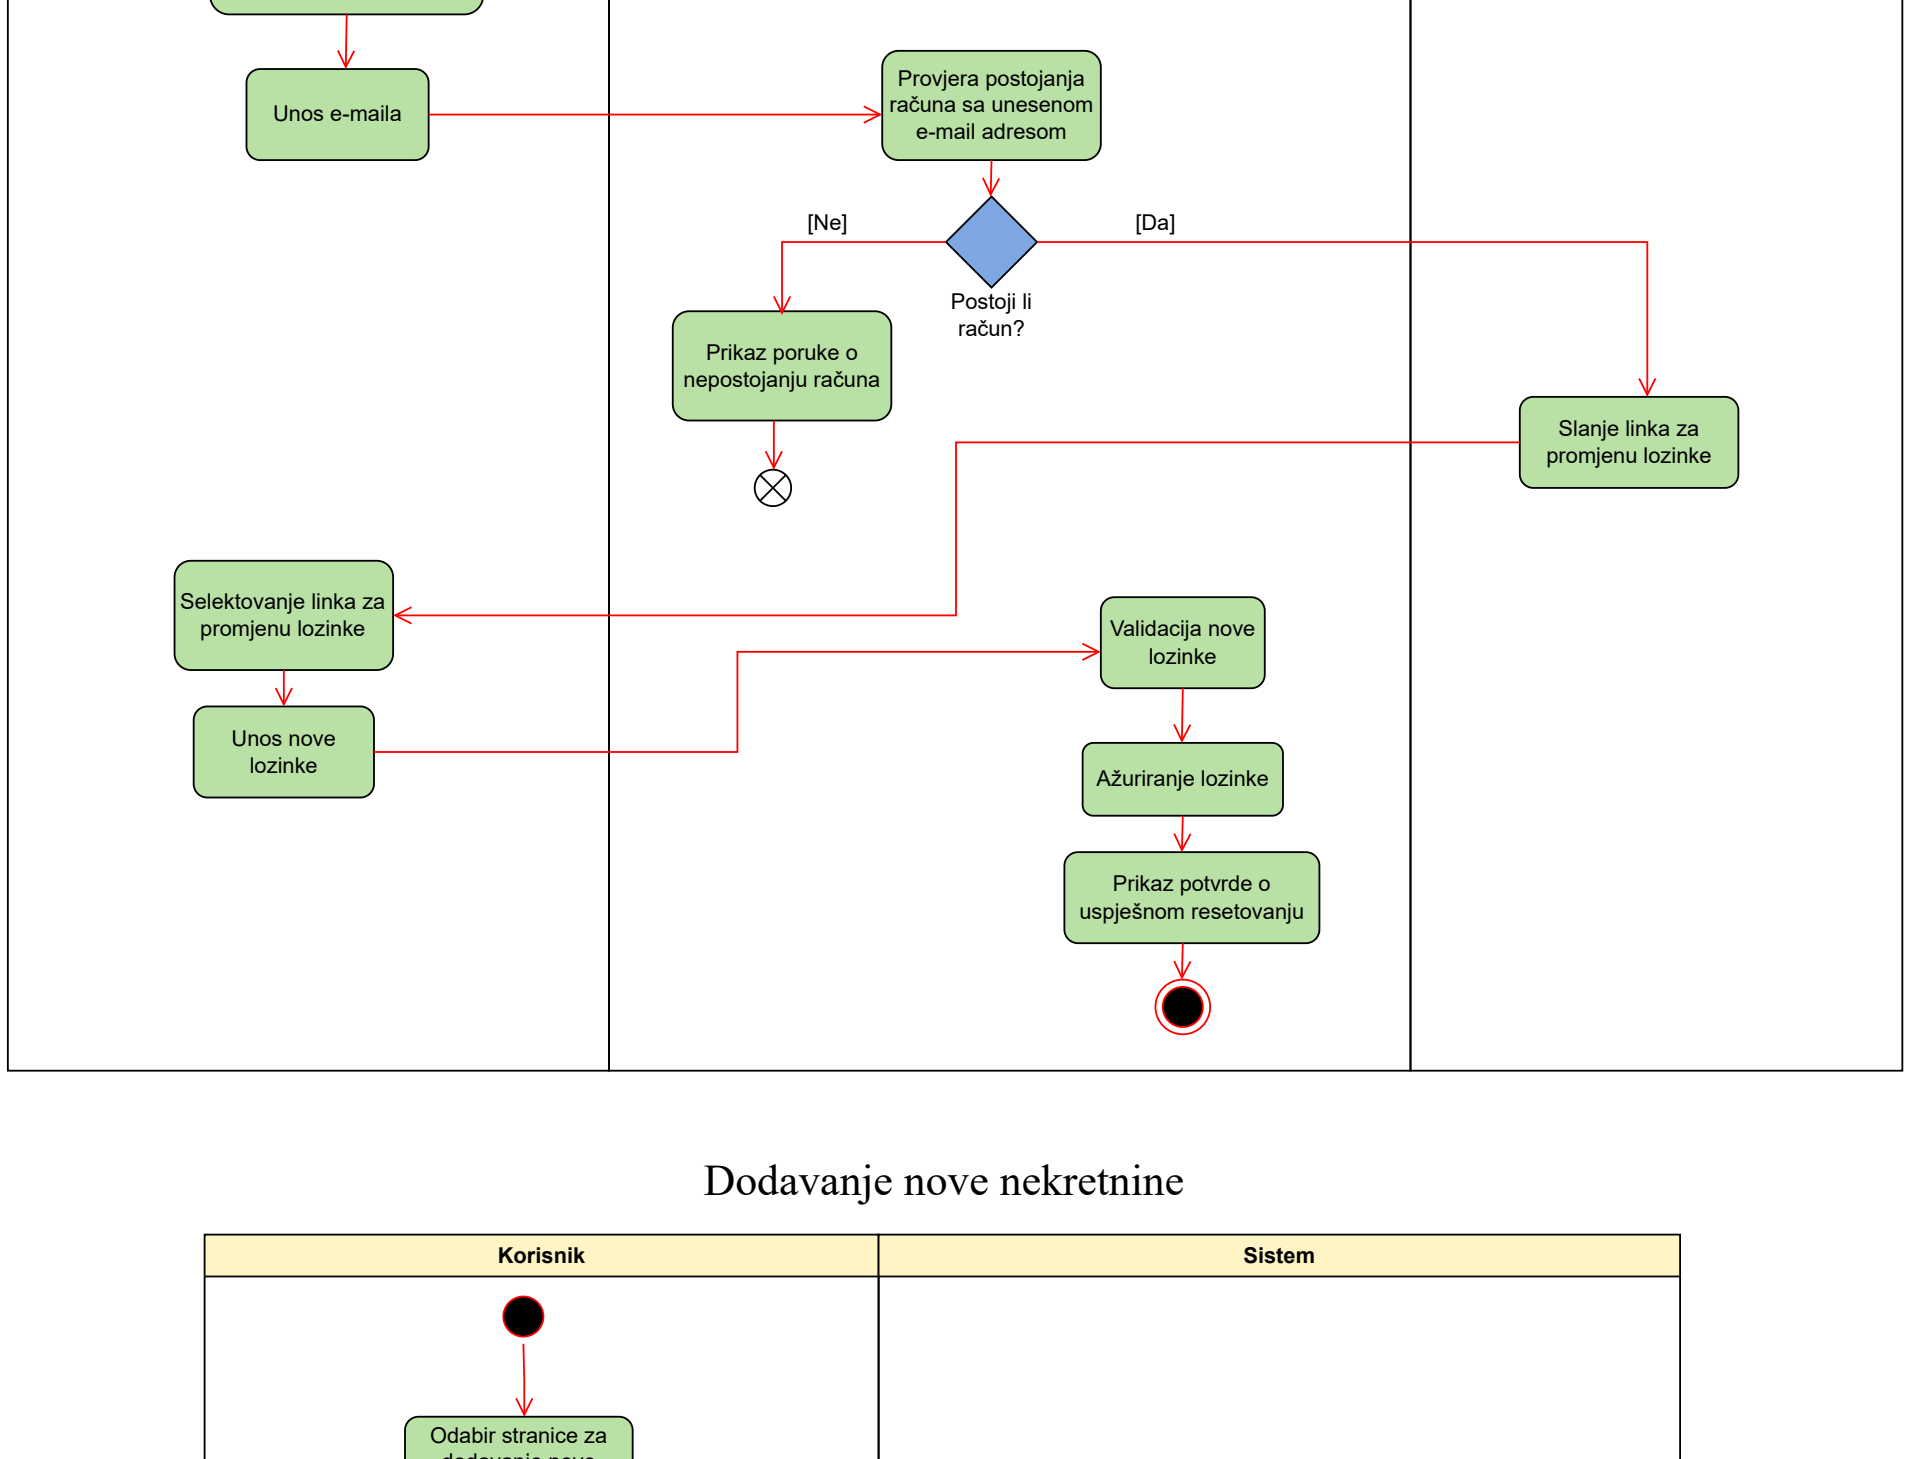 Unos e-maila
Provjera postojanja
računa sa unesenom
e-mail adresom
[Ne]
[Da]
Postoji li
račun?
Prikaz poruke o
nepostojanju računa
Slanje linka za
promjenu lozinke
Selektovanje linka za
promjenu lozinke
Validacija nove
lozinke
Unos nove
lozinke
Ažuriranje lozinke
Prikaz potvrde o
uspješnom resetovanju
Dodavanje nove nekretnine
Korisnik
Sistem
Odabir stranice za
dodavanje nove